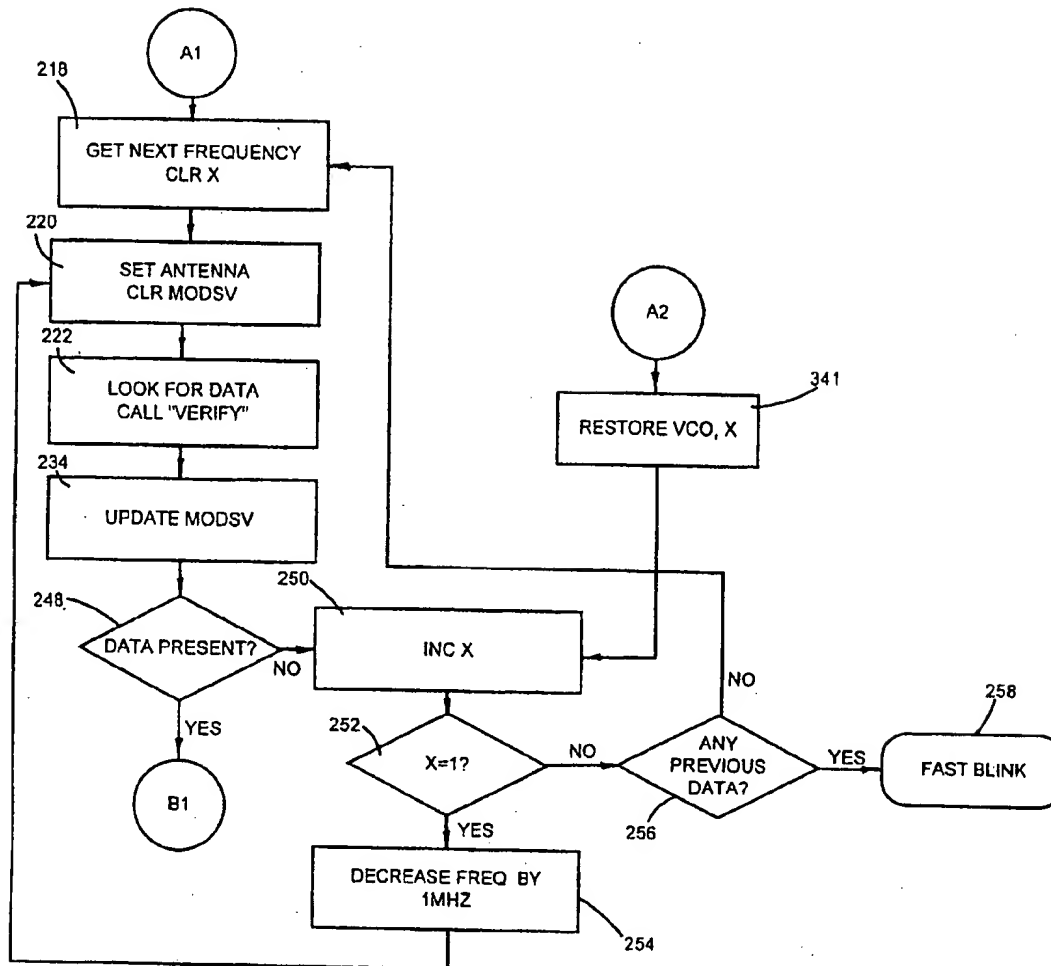 A1
218
GET NEXT FREQUENCY
CLR X
220
SET ANTENNA
CLR MODSV
A2
222
LOOK FOR DATA
CALL "VERIFY"
341
RESTORE VCO, X
234
UPDATE MODSV
248
DATA PRESENT?
NO
YES
B1
250
INC X
252
X=1?
NO
YES
NO
ANY
PREVIOUS
DATA?
256
YES
258
FAST BLINK
DECREASE FREQ BY
1MHZ
254